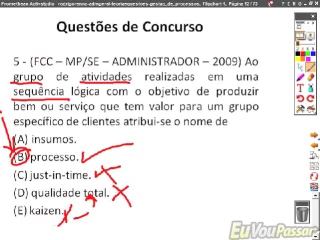 Questões de Concurso
5 - (FCC – MP/SE – ADMINISTRADOR – 2009) Ao
grupo de atividades realizadas em uma
sequência lógica com o objetivo de produzir
bem ou serviço que tem valor para um grupo
específico de clientes atribui-se o nome de
(A) insumos.
(B) processo.
(C) just-in-time.
(D) qualidade total.
(E) kaizen.
EuVouPassar